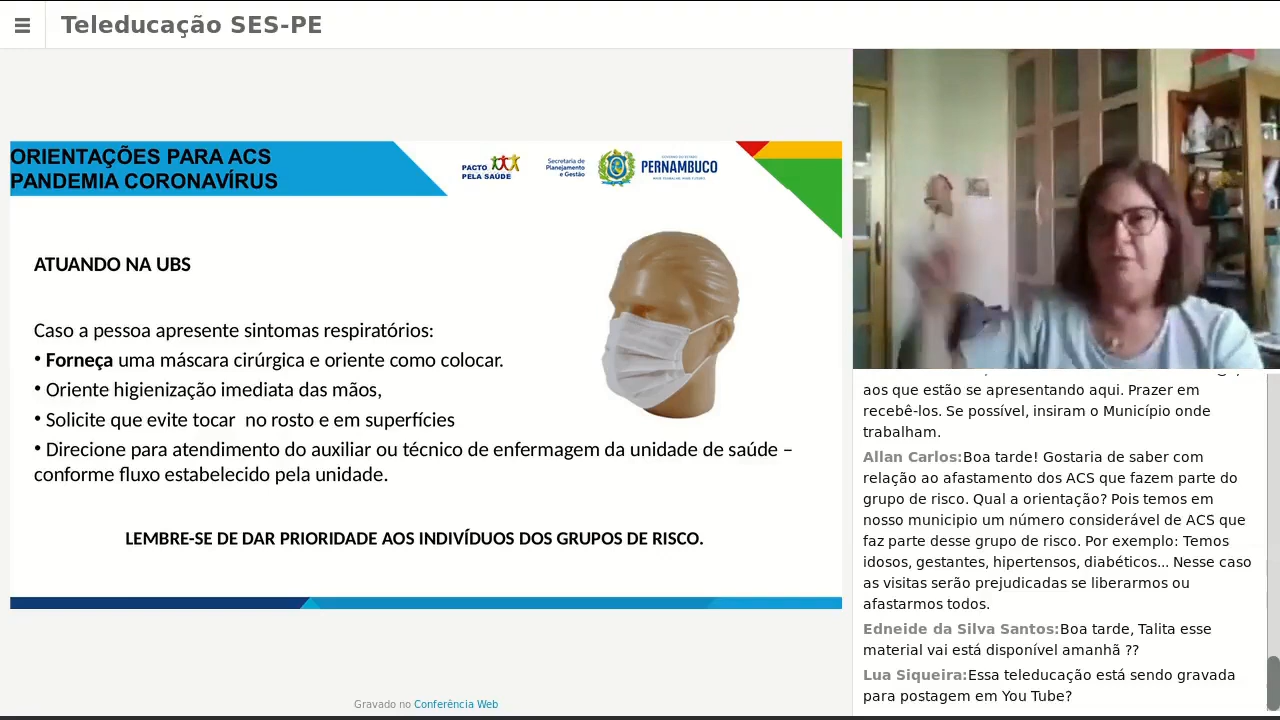 Teleducação SES-PE
ORIENTAÇÕES PARA ACS
PANDEMIA CORONAVÍRUS
PACTO
PELA SAÚDE
Secretaria de
Planejamento
e Gestão
GOVERNO DO ESTADO
PERNAMBUCO
ATUANDO NA UBS
Caso a pessoa apresente sintomas respiratórios:
• Forneça uma máscara cirúrgica e oriente como colocar.
• Oriente higienização imediata das mãos,
• Solicite que evite tocar  no rosto e em superfícies
• Direcione para atendimento do auxiliar ou técnico de enfermagem da unidade de saúde –
conforme fluxo estabelecido pela unidade.
LEMBRE-SE DE DAR PRIORIDADE AOS INDIVÍDUOS DOS GRUPOS DE RISCO.
Gravado no Conferência Web
aos que estão se apresentando aqui. Prazer em
recebê-los. Se possível, insiram o Município onde
trabalham.
Allan Carlos:Boa tarde! Gostaria de saber com
relação ao afastamento dos ACS que fazem parte do
grupo de risco. Qual a orientação? Pois temos em
nosso municipio um número considerável de ACS que
faz parte desse grupo de risco. Por exemplo: Temos
idosos, gestantes, hipertensos, diabéticos... Nesse caso
as visitas serão prejudicadas se liberarmos ou
afastarmos todos.
Edneide da Silva Santos:Boa tarde, Talita esse
material vai está disponível amanhã ??
Lua Siqueira:Essa teleducação está sendo gravada
para postagem em You Tube?